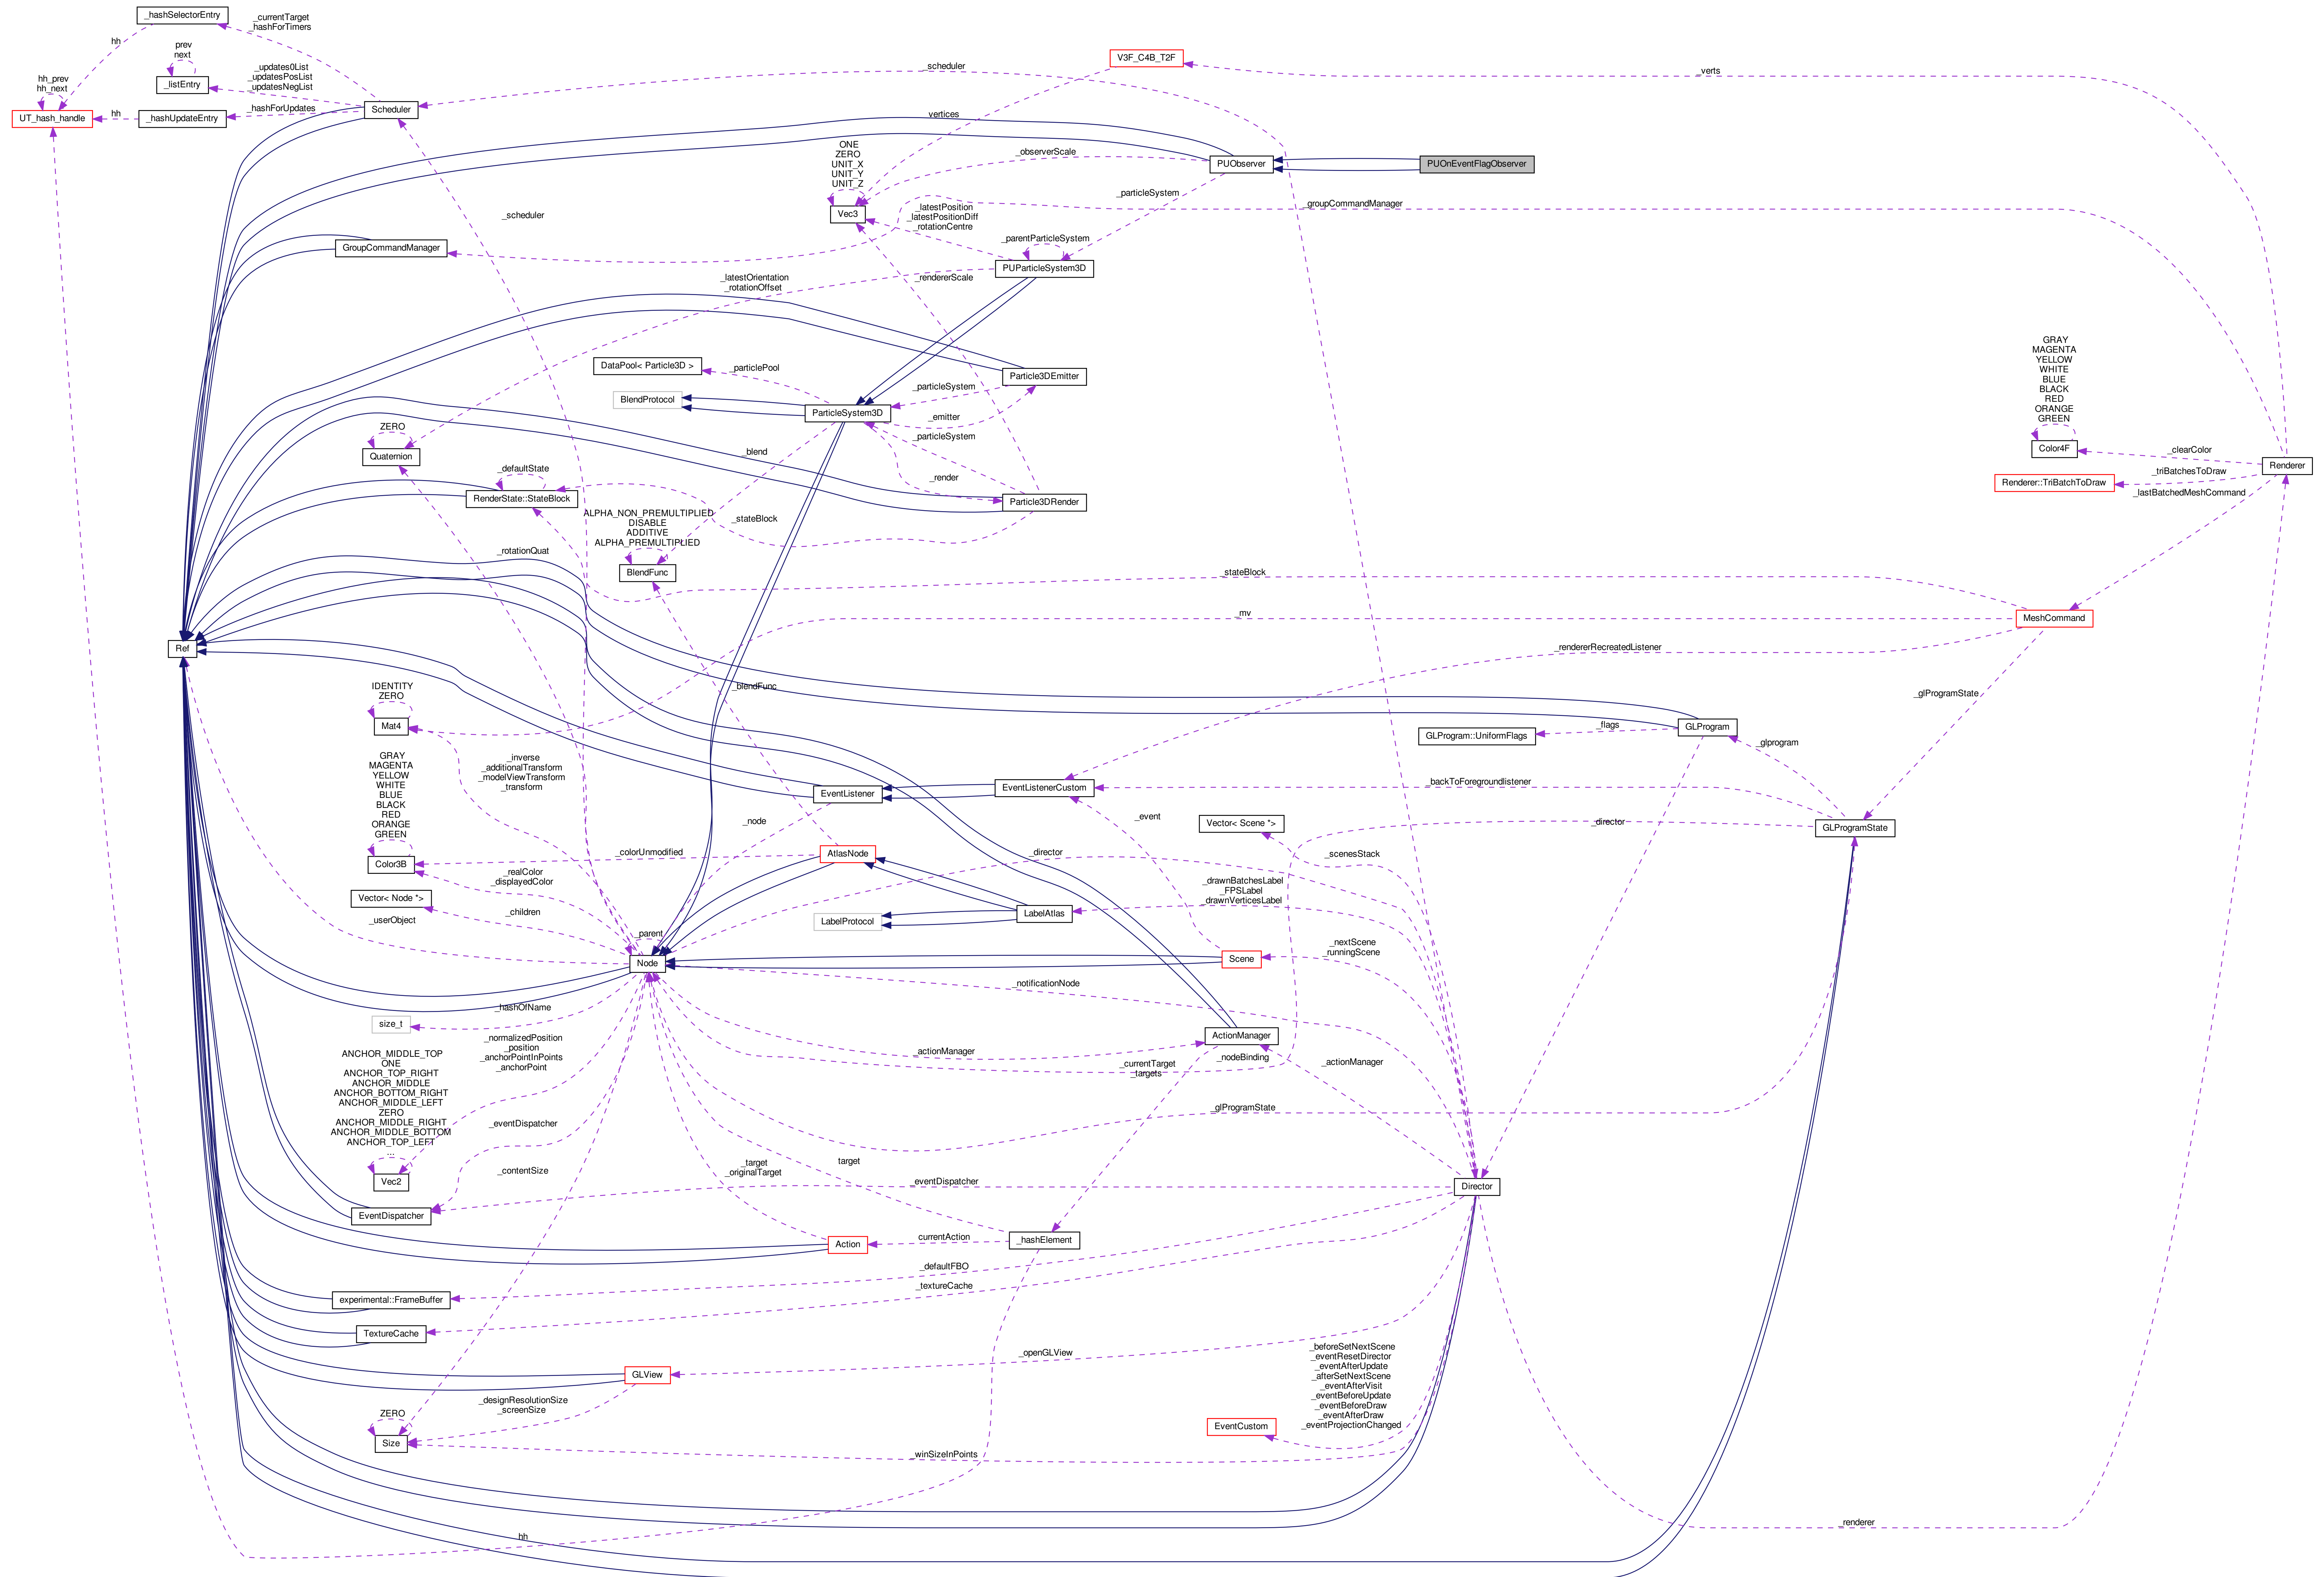 _hashSelectorEntry
_currentTarget
_hashForTimers
hh
prev
next
_listEntry
_updates0List
_updatesPosList
_updatesNegList
hh_prev
hh_next
UT_hash_handle
hh
_hashUpdateEntry
_hashForUpdates
Scheduler
_scheduler
V3F_C4B_T2F
_verts
vertices
ONE
ZERO
UNIT_X
UNIT_Y
UNIT_Z
Vec3
_observerScale
PUObserver
PUOnEventFlagObserver
_particleSystem
_scheduler
_latestPosition
_latestPositionDiff
_rotationCentre
_groupCommandManager
GroupCommandManager
_parentParticleSystem
PUParticleSystem3D
_latestOrientation
_rotationOffset
_rendererScale
DataPool< Particle3D >
_particlePool
Particle3DEmitter
BlendProtocol
ParticleSystem3D
_particleSystem
_emitter
GRAY
MAGENTA
YELLOW
WHITE
BLUE
BLACK
RED
ORANGE
GREEN
Color4F
_clearColor
Renderer
Renderer::TriBatchToDraw
_triBatchesToDraw
_lastBatchedMeshCommand
ZERO
Quaternion
_particleSystem
_blend
_defaultState
RenderState::StateBlock
_render
Particle3DRender
ALPHA_NON_PREMULTIPLIED
DISABLE
ADDITIVE
ALPHA_PREMULTIPLIED
BlendFunc
_stateBlock
_rotationQuat
_stateBlock
_mv
MeshCommand
_rendererRecreatedListener
Ref
_glProgramState
IDENTITY
ZERO
Mat4
_blendFunc
_flags
GLProgram
GLProgram::UniformFlags
_glprogram
GRAY
MAGENTA
YELLOW
WHITE
BLUE
BLACK
RED
ORANGE
GREEN
Color3B
_inverse
_additionalTransform
_modelViewTransform
_transform
EventListener
EventListenerCustom
_backToForegroundlistener
_node
_event
Vector< Scene *>
_director
GLProgramState
_colorUnmodified
AtlasNode
_director
_scenesStack
_realColor
_displayedColor
Vector< Node *>
_children
_userObject
LabelProtocol
LabelAtlas
_drawnBatchesLabel
_FPSLabel
_drawnVerticesLabel
_parent
Node
Scene
_nextScene
_runningScene
_notificationNode
_hashOfName
size_t
ActionManager
_actionManager
_normalizedPosition
_position
_anchorPointInPoints
_anchorPoint
_currentTarget
_targets
_nodeBinding
_actionManager
ANCHOR_MIDDLE_TOP
ONE
ANCHOR_TOP_RIGHT
ANCHOR_MIDDLE
ANCHOR_BOTTOM_RIGHT
ANCHOR_MIDDLE_LEFT
ZERO
ANCHOR_MIDDLE_RIGHT
ANCHOR_MIDDLE_BOTTOM
ANCHOR_TOP_LEFT
...
Vec2
_eventDispatcher
_glProgramState
_contentSize
_target
_originalTarget
target
_eventDispatcher
Director
EventDispatcher
Action
currentAction
_hashElement
_defaultFBO
_textureCache
experimental::FrameBuffer
TextureCache
_openGLView
GLView
_designResolutionSize
_screenSize
ZERO
Size
_beforeSetNextScene
_eventResetDirector
_eventAfterUpdate
_afterSetNextScene
_eventAfterVisit
_eventBeforeUpdate
_eventBeforeDraw
_eventAfterDraw
_eventProjectionChanged
EventCustom
_winSizeInPoints
hh
_renderer